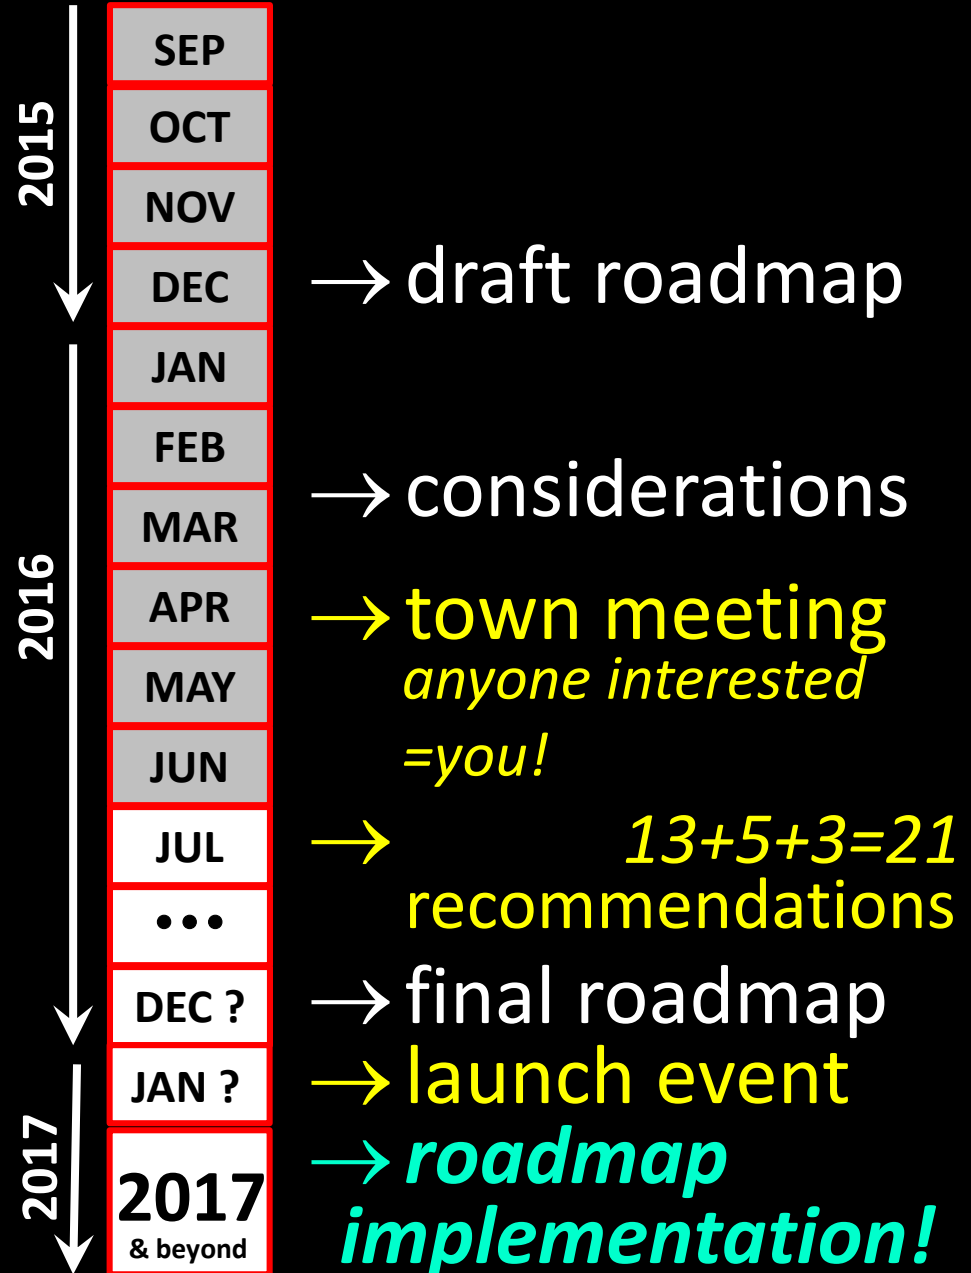 2015
SEP
OCT
NOV
DEC → draft roadmap
2016
JAN
FEB
→ considerations
MAR
APR → town meeting
anyone interested
MAY
=you!
JUN
JUL → 13+5+3=21
recommendations
•••
DEC ? → final roadmap
2017
JAN ? → launch event
→ roadmap
2017
& beyond
implementation!